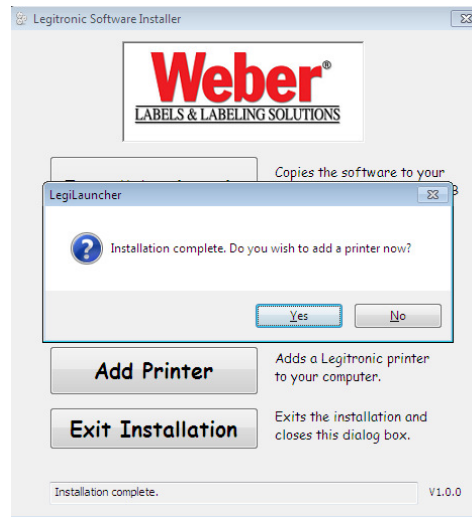 Legitronic Software Installer
Weber®
LABELS & LABELING SOLUTIONS
Copies the software to your
LegiLauncher
Installation complete. Do you wish to add a printer now?
Yes
No
Add Printer
Adds a Legitronic printer
to your computer.
Exit Installation
Exits the installation and
closes this dialog box.
Installation complete.
V1.0.0